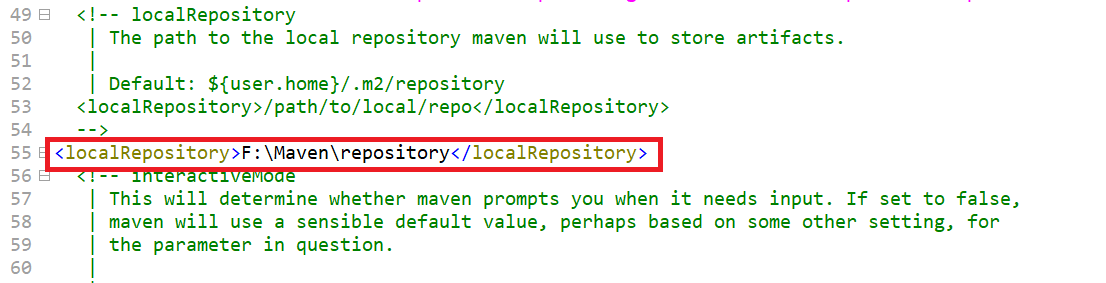 49 <!-- localRepository
50 | The path to the local repository maven will use to store artifacts.
51 |
52 | Default: ${user.home}/.m2/repository
53 <localRepository>/path/to/local/repo</localRepository>
54 -->
55 <localRepository>F:\Maven\repository</localRepository>
56 <!-- interactiveMode
57 | This will determine whether maven prompts you when it needs input. If set to false,
58 | maven will use a sensible default value, perhaps based on some other setting, for
59 | the parameter in question.
60 |